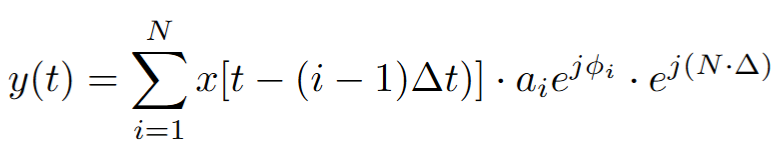 y(t) = \sum_{i=1}^{N} x[t - (i - 1)\Delta t)] \cdot a_i e^{j\phi_i} \cdot e^{j(N \cdot \Delta)}